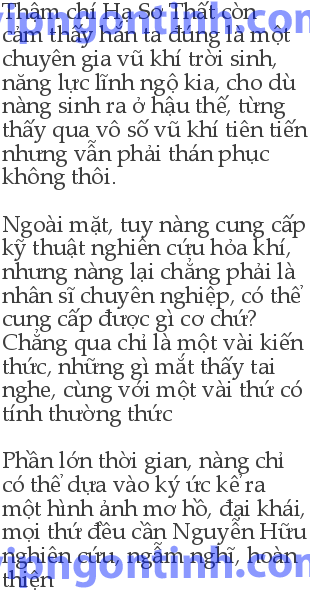 Thậm chí Hạ Sơ Thất còn
cảm thấy hắn ta đúng là một
chuyên gia vũ khí trời sinh,
năng lực lĩnh ngộ kia, cho dù
nàng sinh ra ở hậu thế, từng
thấy qua vô số vũ khí tiên tiến
nhưng vẫn phải thán phục
không thôi.
Ngoài mặt, tuy nàng cung cấp
kỹ thuật nghiên cứu hỏa khí,
nhưng nàng lại chẳng phải là
nhân sĩ chuyên nghiệp, có thể
cung cấp được gì cơ chứ?
Chẳng qua chỉ là một vài kiến
thức, những gì mắt thấy tai
nghe, cùng với một vài thứ có
tính thường thức
Phần lớn thời gian, nàng chỉ
có thể dựa vào ký ức kể ra
một hình ảnh mơ hồ, đại khái,
mọi thứ đều cần Nguyễn Hữu
nghiên cứu, ngẫm nghĩ, hoàn
thiện